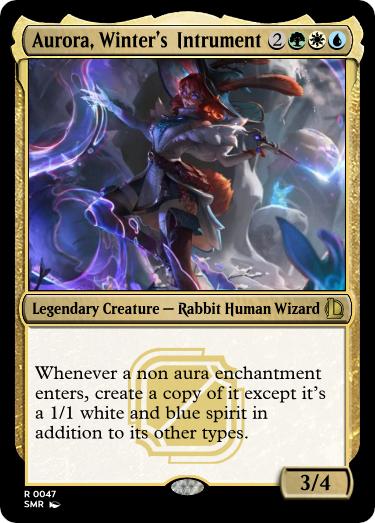 Aurora, Winter's Intrument 2
Legendary Creature — Rabbit Human Wizard
Whenever a non aura enchantment
enters, create a copy of it except it's
a 1/1 white and blue spirit in
addition to its other types.
3/4
R 0047
SMR